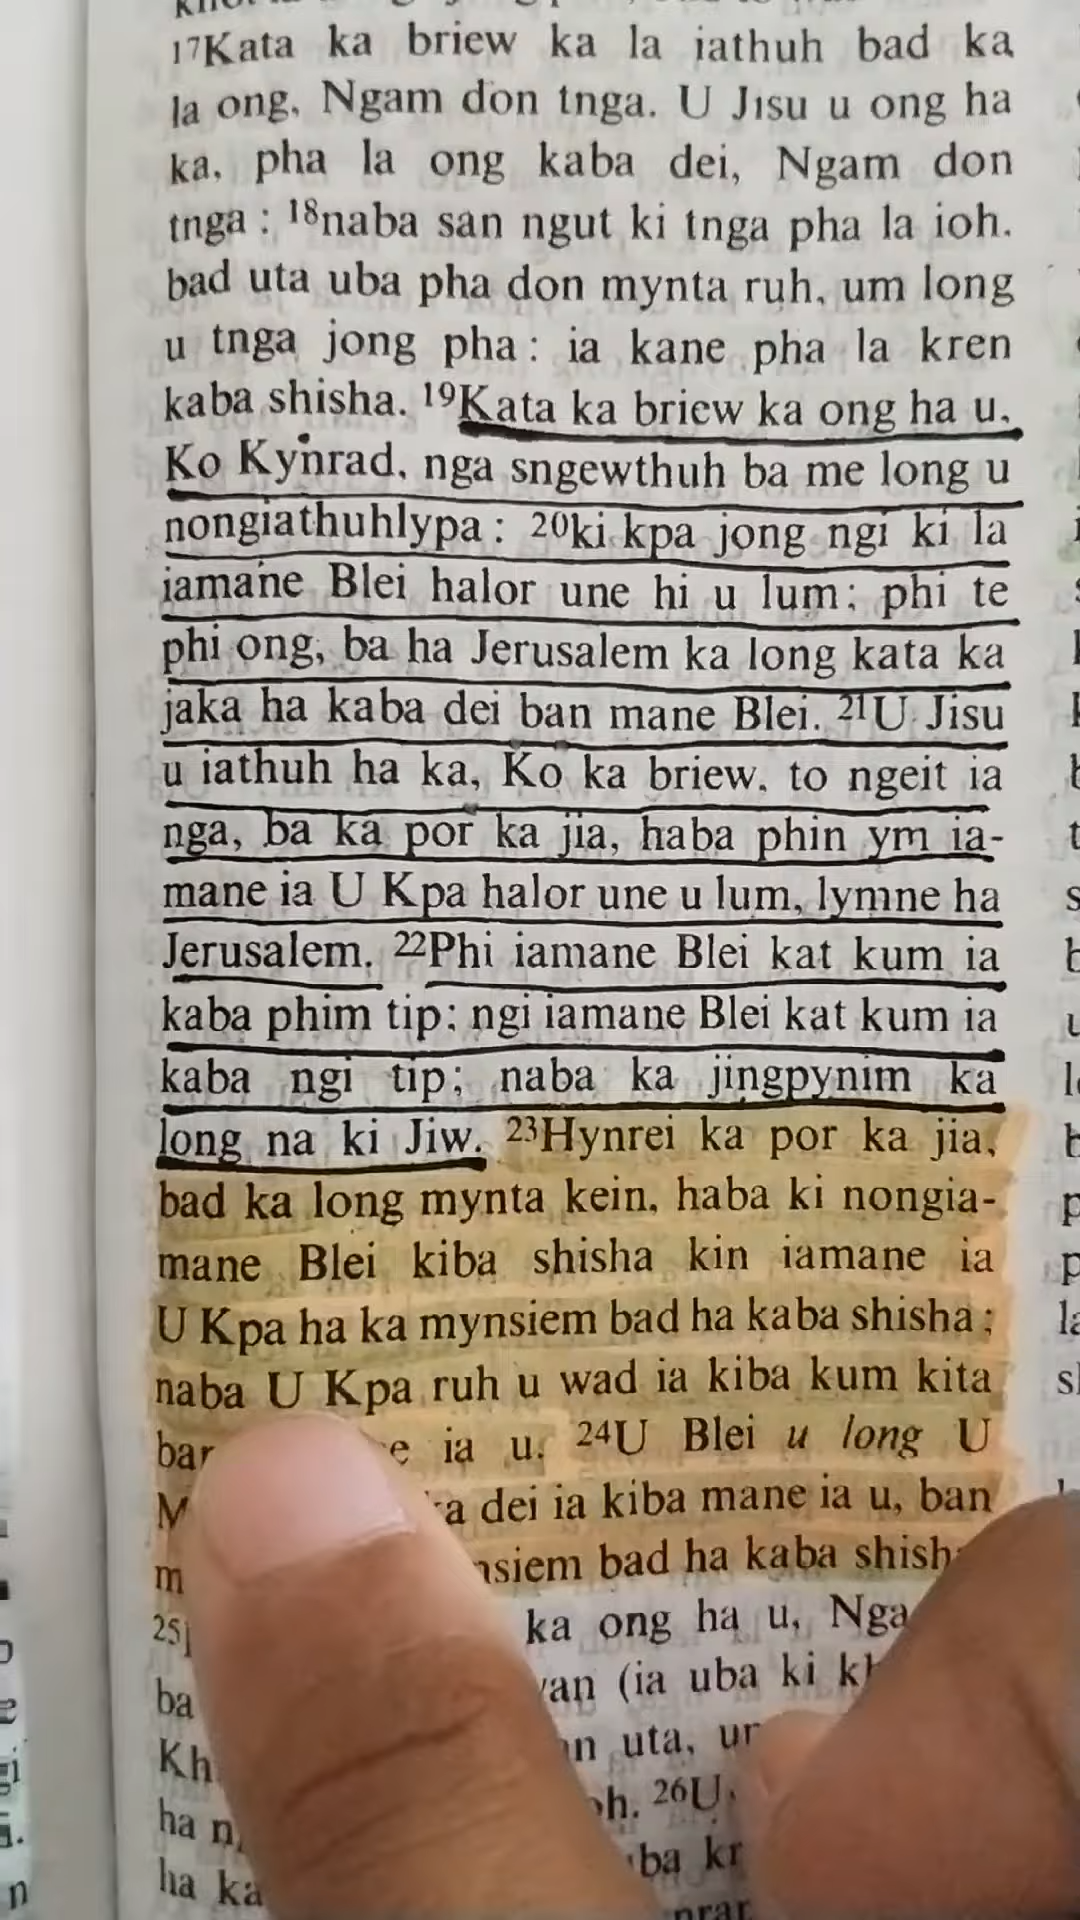 17Kata ka briew ka la iathuh bad ka
la ong, Ngam don tnga. U Jisu u ong ha
ka, pha la ong kaba dei, Ngam don
tnga : 18naba san ngut ki tnga pha la ioh.
bad uta uba pha don mynta ruh, um long
u tnga jong pha : ia kane pha la kren
kaba shisha. 19Kata ka briew ka ong ha u,
Ko Kynrad, nga sngewthuh ba me long u
nongiathuhlypa : 20ki kpa jong ngi ki la
iamane Blei halor une hi u lum; phi te
phi ong, ba ha Jerusalem ka long kata ka
jaka ha kaba dei ban mane Blei. 21U Jisu
u iathuh ha ka, Ko ka briew, to ngeit ia
nga, ba ka por ka jia, haba phin ym ia-
mane ia U Kpa halor une u lum, lymne ha
Jerusalem. 22Phi iamane Blei kat kum ia
kaba phim tip; ngi iamane Blei kat kum ia
kaba ngi tip; naba ka jingpynim ka
long na ki Jiw. 23Hynrei ka por ka jia,
bad ka long mynta kein, haba ki nongia-
mane Blei kiba shisha kin iamane ia
U Kpa ha ka mynsiem bad ha kaba shisha ;
naba U Kpa ruh u wad ia kiba kum kita
ia u. 24U Blei u long U
dei ia kiba mane ia u, ban
bad ha kaba
25 ka ong ha u, Nga
ba (ia uba ki
uta,
ha 26U
ha ka